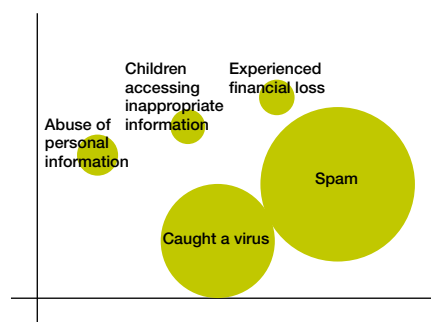 Children
accessing
inappropriate
information
Experienced
financial loss
Abuse of
personal
information
Spam
Caught a virus